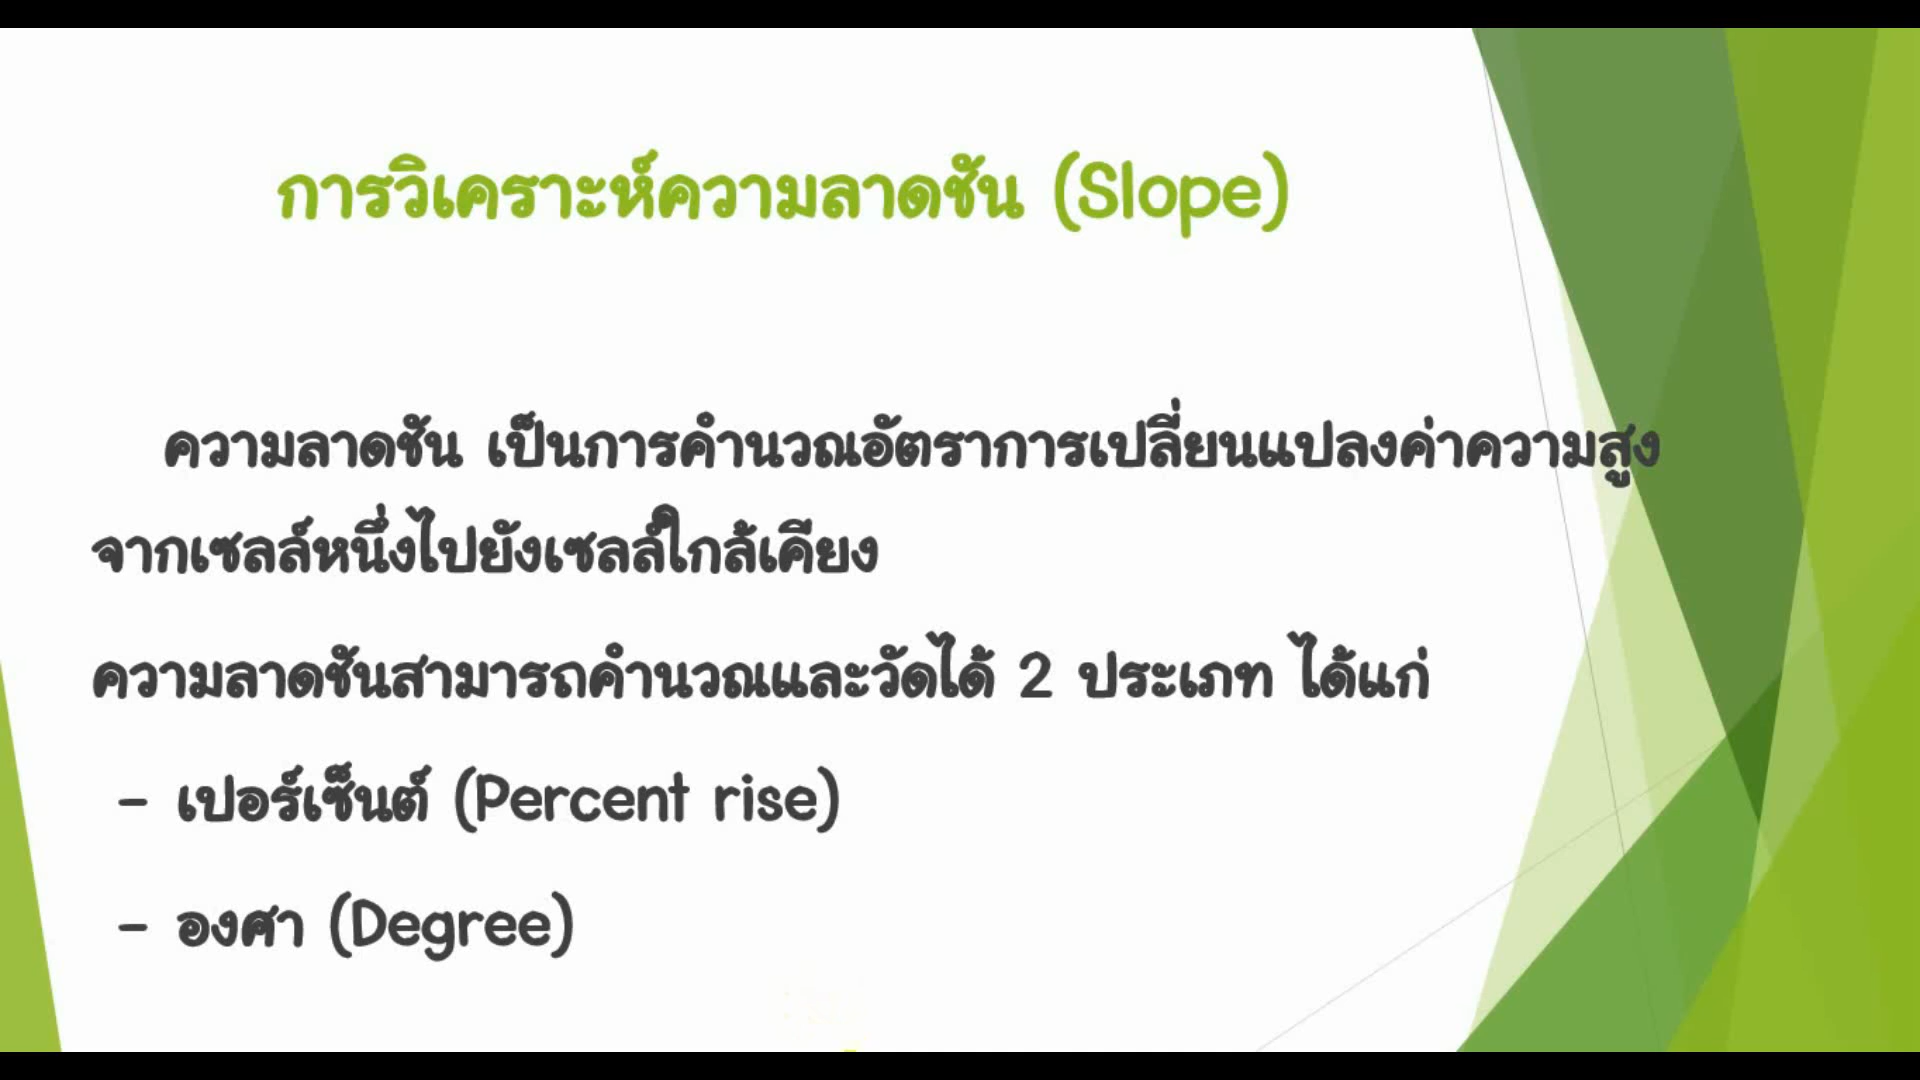 การวิเคราะห์ความลาดชัน (Slope)
ความลาดชัน เป็นการคำนวณอัตราการเปลี่ยนแปลงค่าความสูง
จากเซลล์หนึ่งไปยังเซลล์ใกล้เคียง
ความลาดชันสามารถคำนวณและวัดได้ 2 ประเภท ได้แก่
- เปอร์เซ็นต์ (Percent rise)
- องศา (Degree)